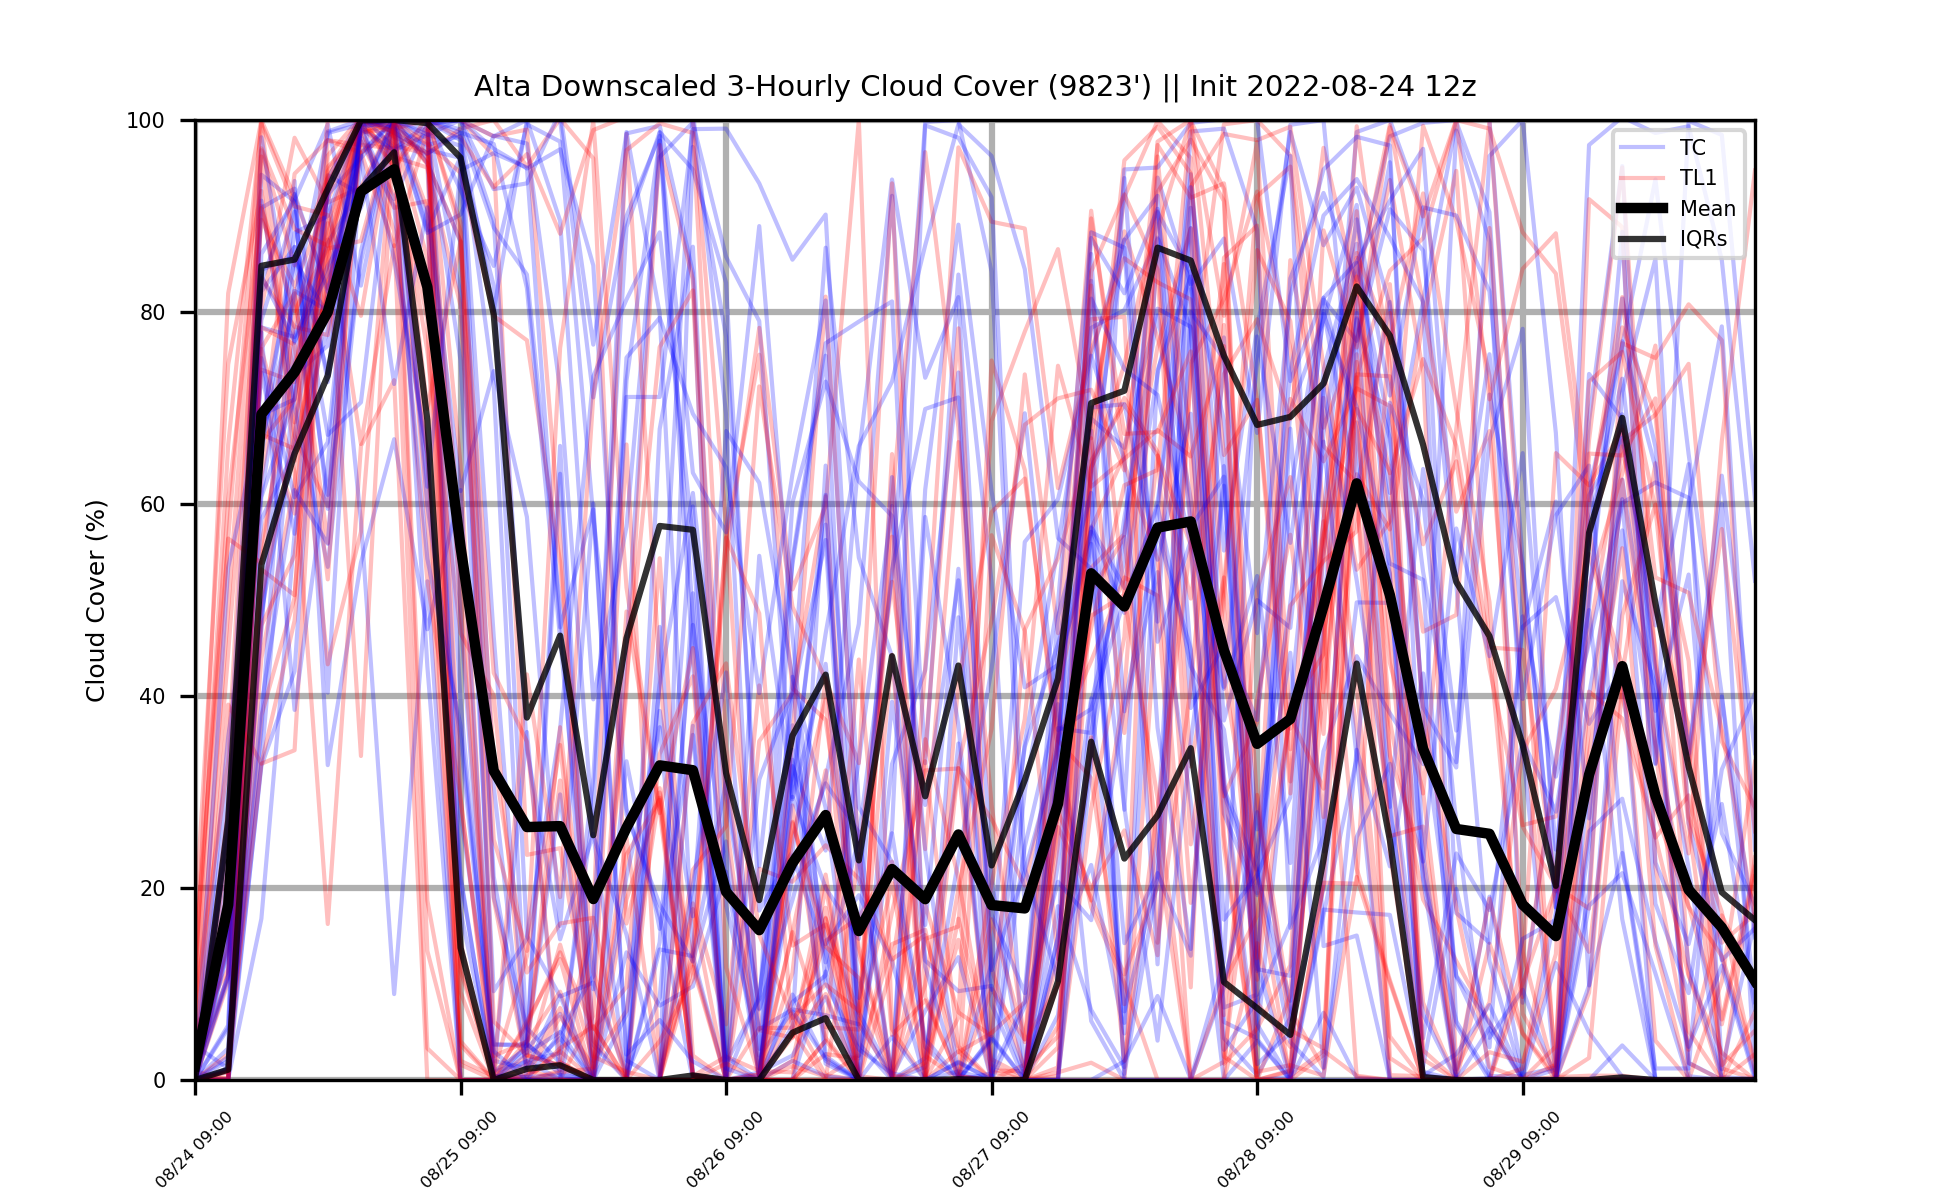 Alta Downscaled 3-Hourly Cloud Cover (9823') || Init 2022-08-24 12z
Cloud Cover (%)
100
80
60
40
20
0
TC
TL1
Mean
IQRs
08/24 09:00
08/25 09:00
08/26 09:00
08/27 09:00
08/28 09:00
08/29 09:00